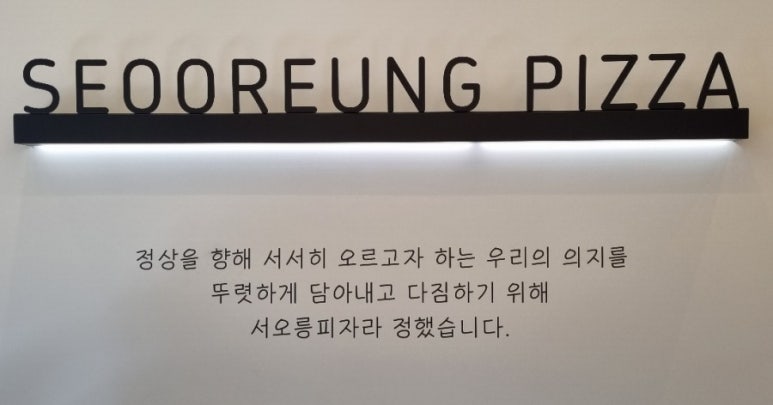 SEOOREUNG PIZZA
정상을 향해 서서히 오르고자 하는 우리의 의지를
뚜렷하게 담아내고 다짐하기 위해
서오릉피자라 정했습니다.